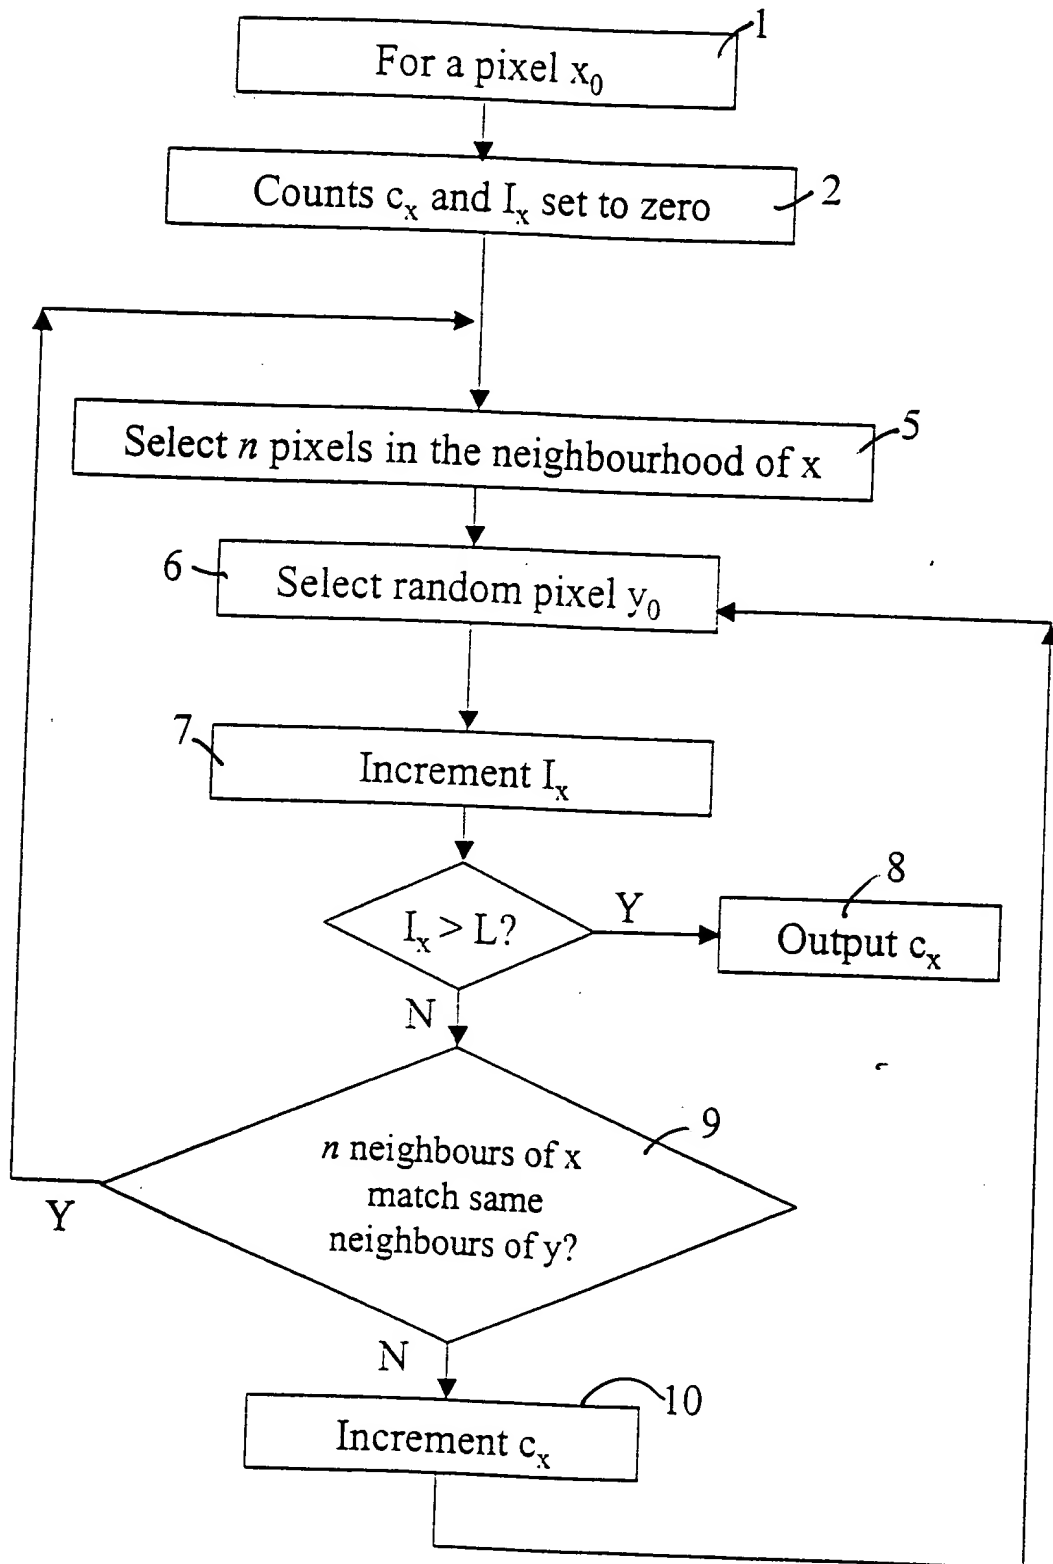 1
For a pixel x₀
Counts cₓ and Iₓ set to zero
2
5
Select n pixels in the neighbourhood of x
6
Select random pixel y₀
7
Increment Iₓ
8
Iₓ > L?
Y
Output cₓ
N
9
n neighbours of x
match same
neighbours of y?
Y
N
10
Increment cₓ